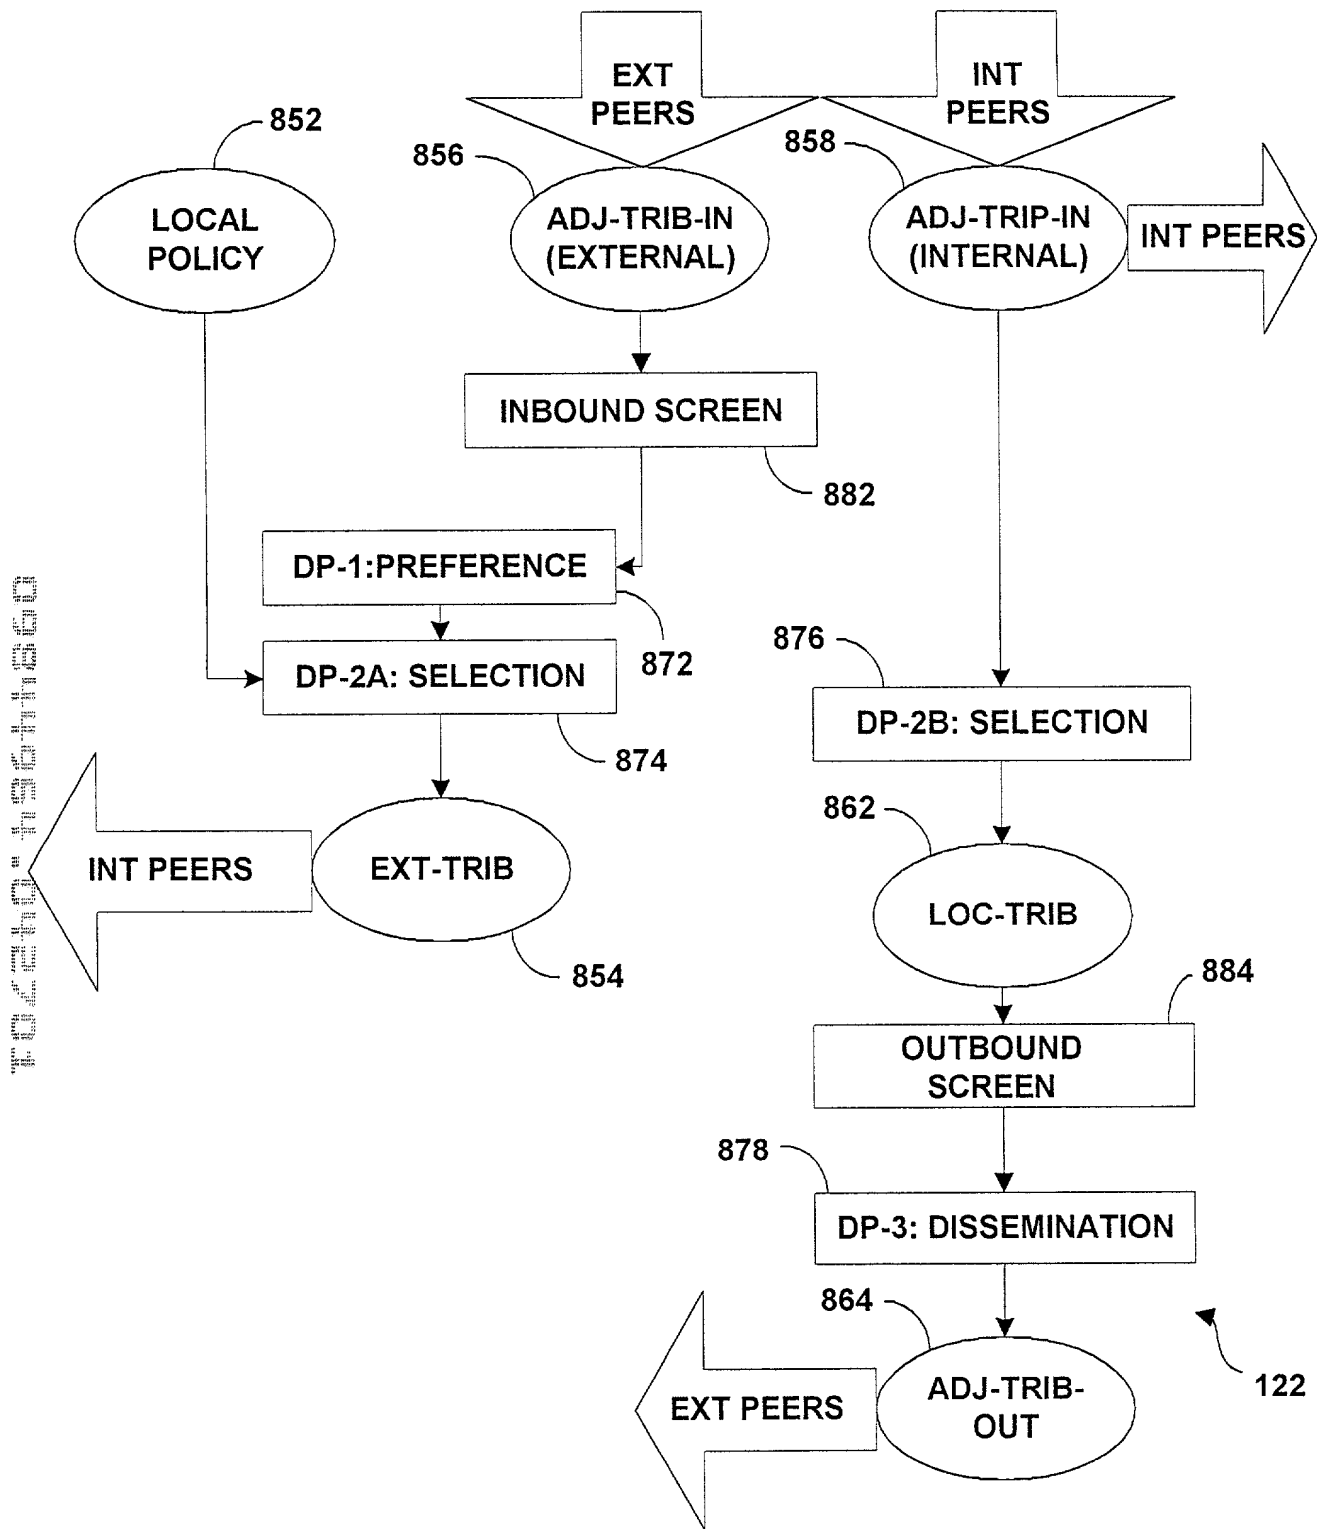 EXT
PEERS
INT
PEERS
852
856
858
LOCAL
POLICY
ADJ-TRIB-IN
(EXTERNAL)
ADJ-TRIP-IN
(INTERNAL)
INT PEERS
INBOUND SCREEN
882
DP-1:PREFERENCE
872
876
DP-2A: SELECTION
874
DP-2B: SELECTION
862
INT PEERS
EXT-TRIB
854
LOC-TRIB
884
OUTBOUND
SCREEN
878
DP-3: DISSEMINATION
864
EXT PEERS
ADJ-TRIB-
OUT
122